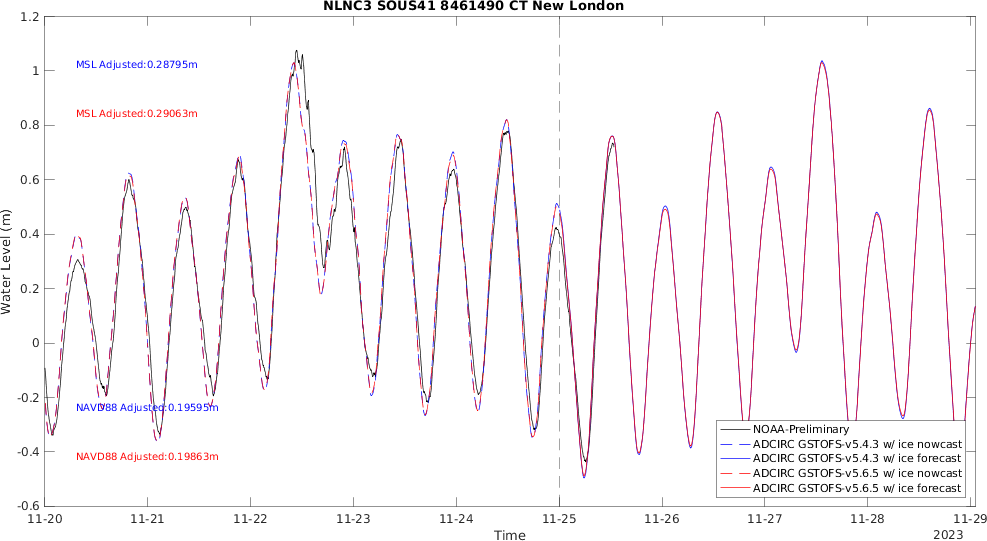 NLNC3 SOUS41 8461490 CT New London
Water Level (m)
1.2
1
0.8
0.6
0.4
0.2
0
-0.2
-0.4
-0.6
MSL Adjusted:0.28795m
MSL Adjusted:0.29063m
NAVD88 Adjusted:0.19595m
NAVD88 Adjusted:0.19863m
NOAA-Preliminary
ADCIRC GSTOFS-v5.4.3 w/ ice nowcast
ADCIRC GSTOFS-v5.4.3 w/ ice forecast
ADCIRC GSTOFS-v5.6.5 w/ ice nowcast
ADCIRC GSTOFS-v5.6.5 w/ ice forecast
11-20 11-21 11-22 11-23 11-24 11-25 11-26 11-27 11-28 11-29
Time
2023